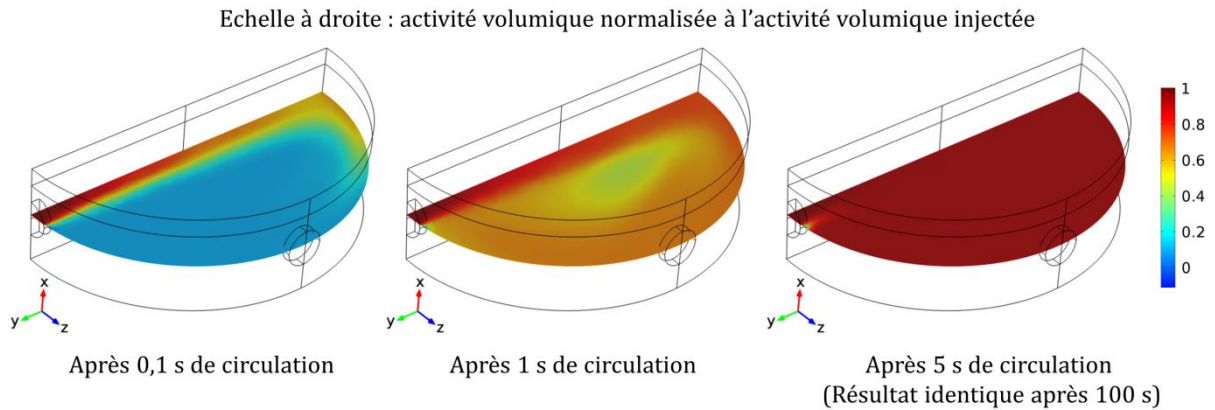 Echelle à droite : activité volumique normalisée à l'activité volumique injectée
1
0.8
0.6
0.4
0.2
0
x
y
z
x
y
z
x
y
z
Après 0,1 s de circulation
Après 1 s de circulation
Après 5 s de circulation
(Résultat identique après 100 s)